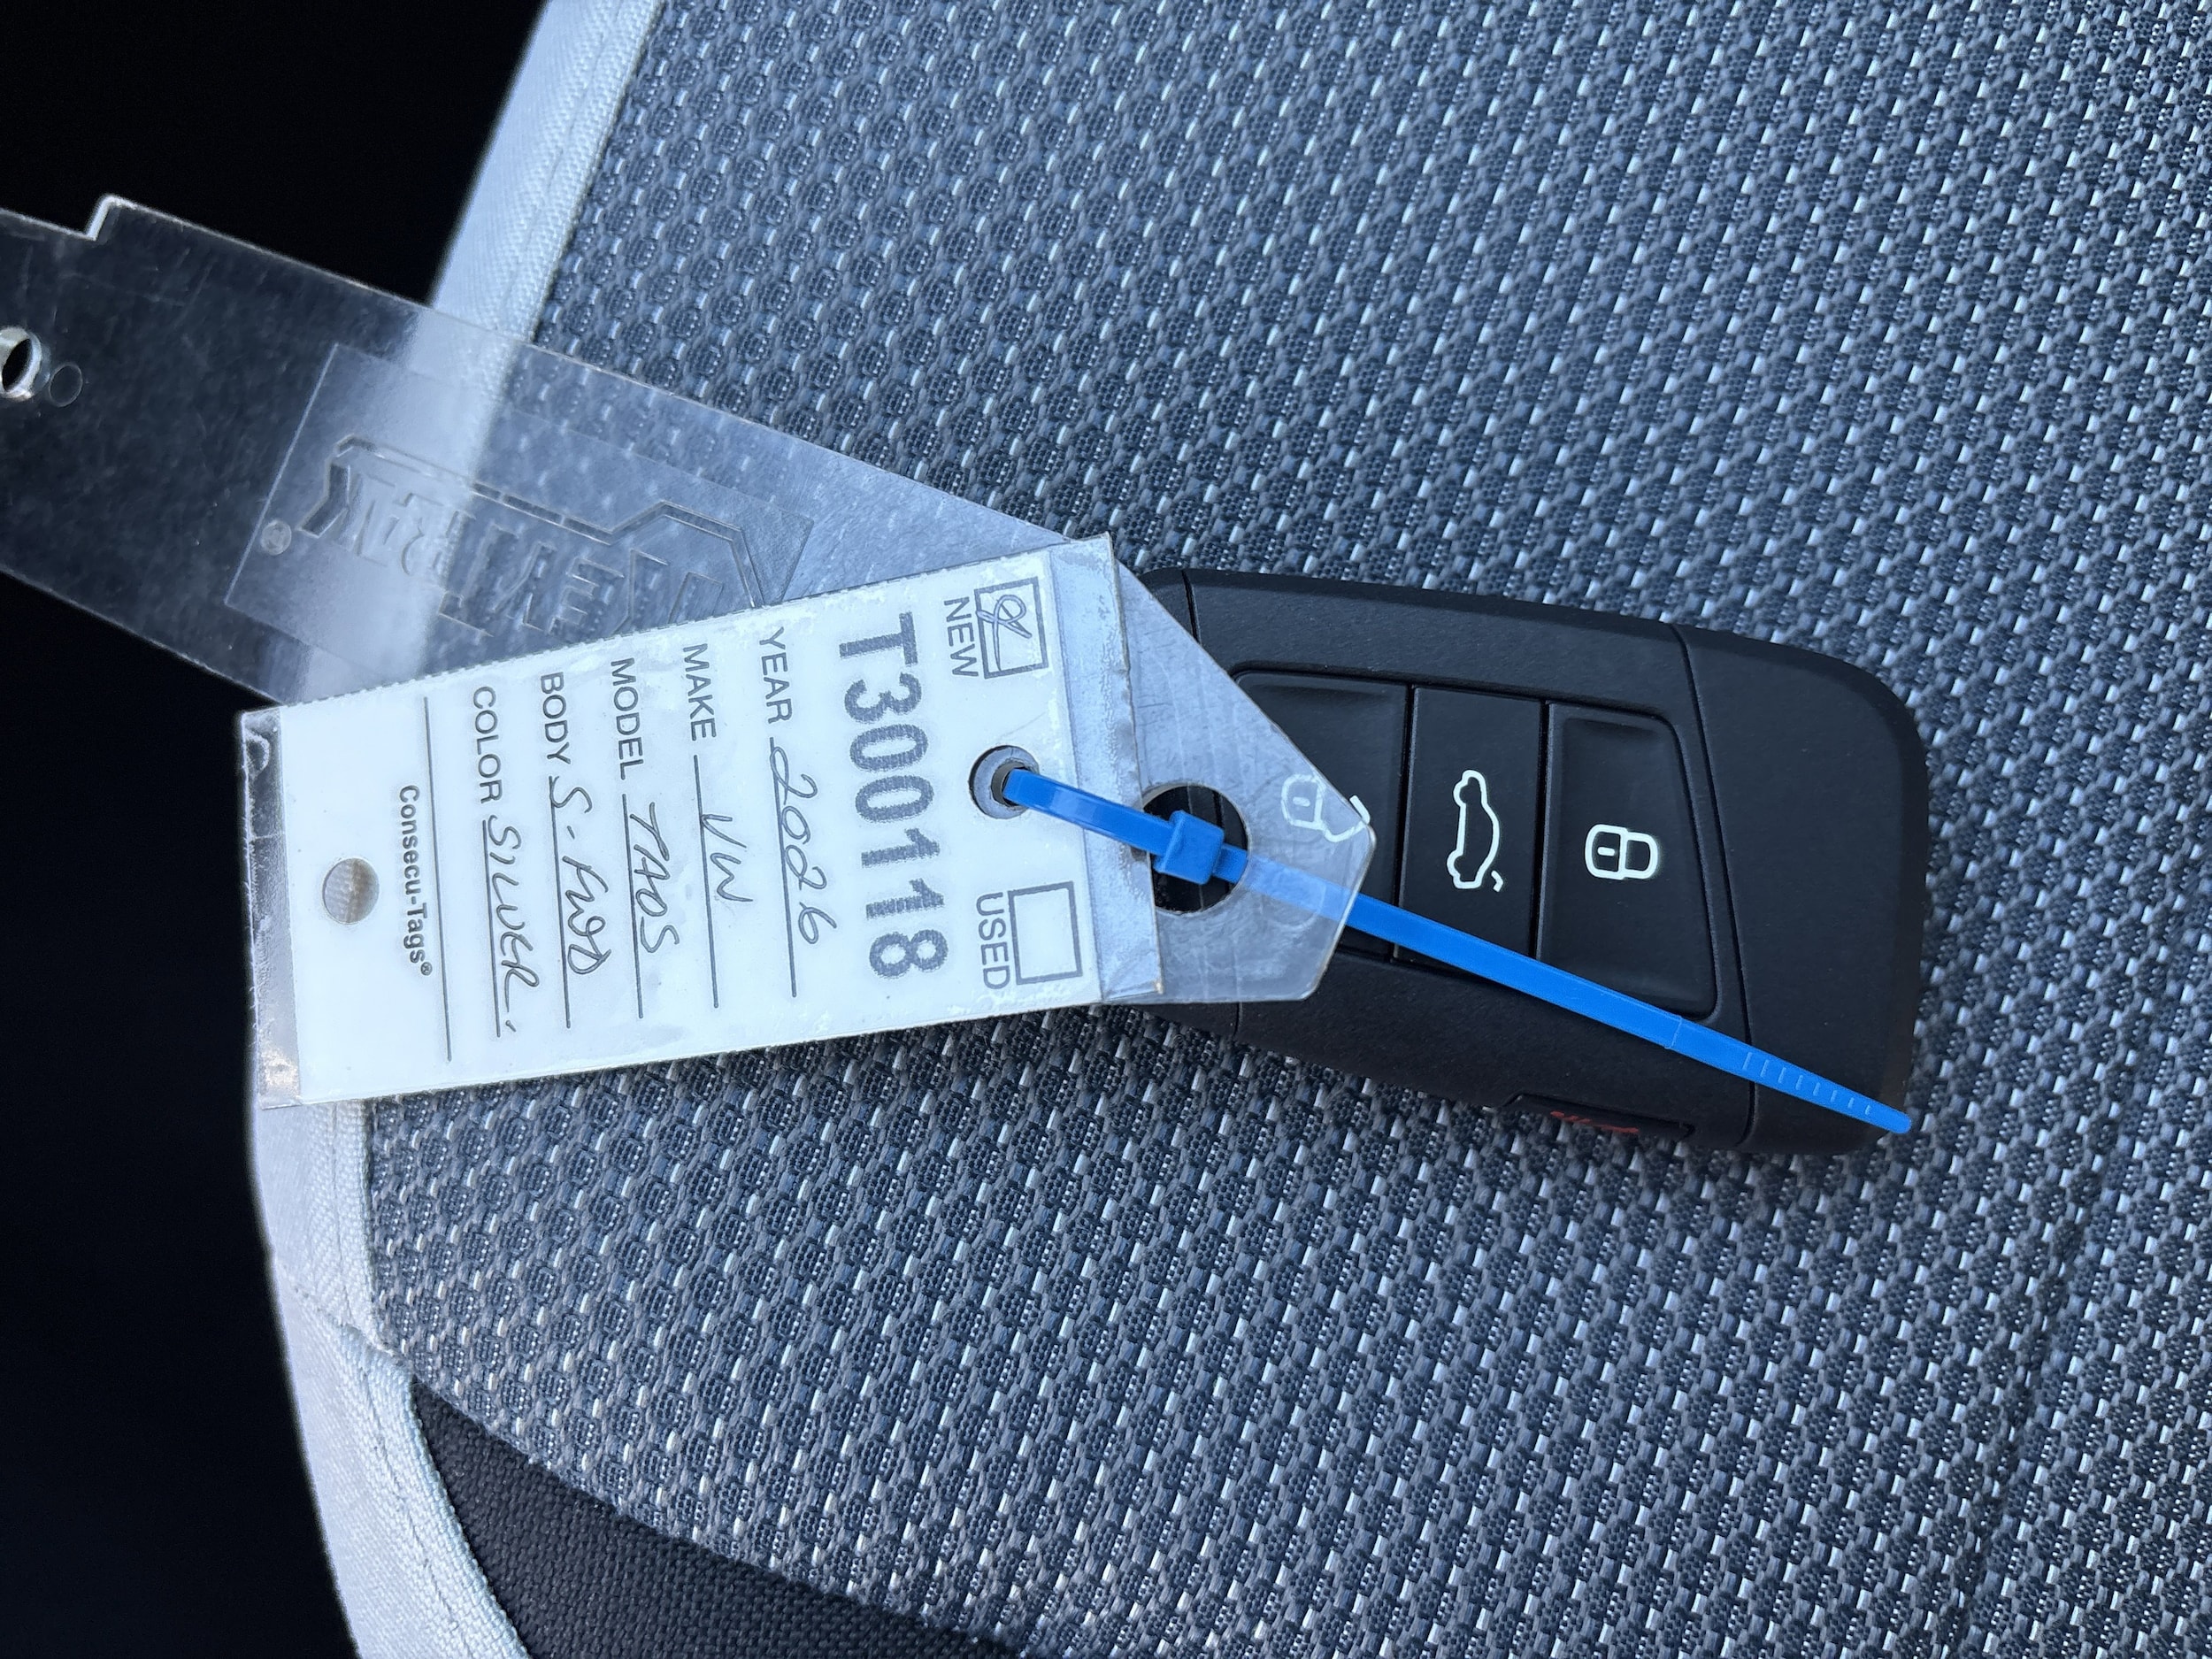 NEW USED
T300118
YEAR 2026
MAKE VW
MODEL TAOS
BODY S. FWD
COLOR SILVER.
Consecu-Tags®